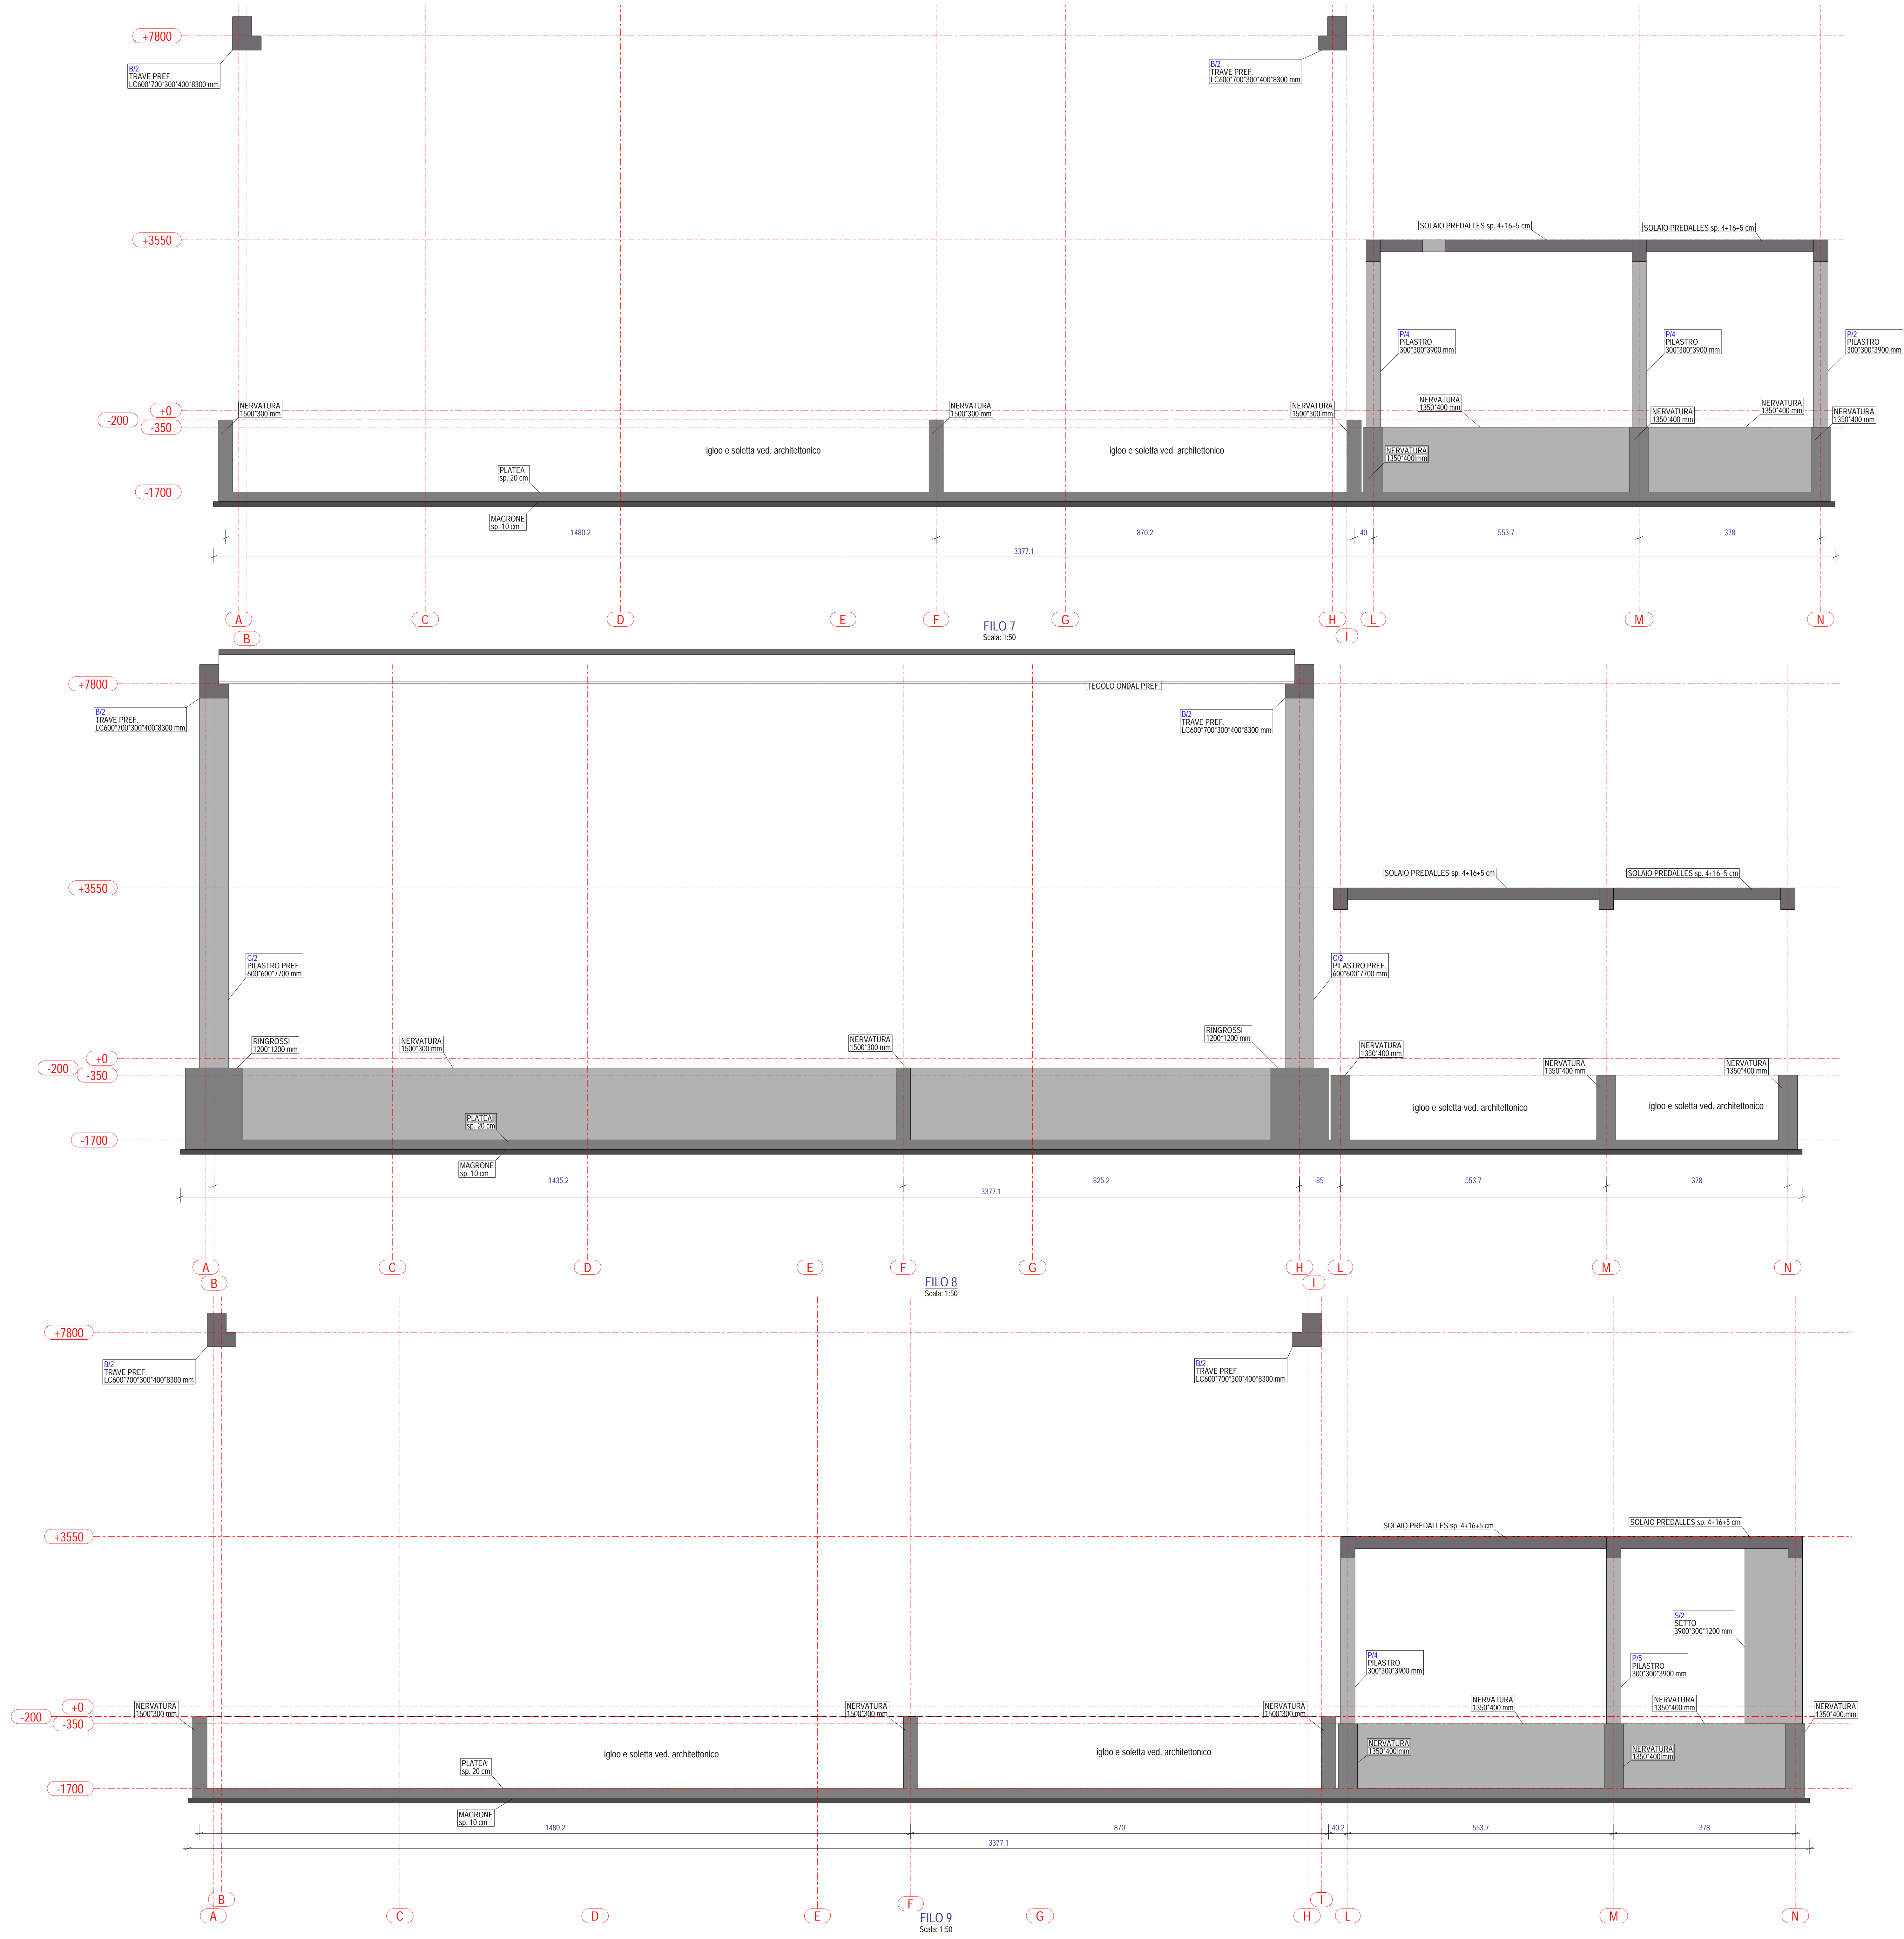 +7800
B/2
TRAVE PREF.
LC600*700*300*400*8300 mm
B/2
TRAVE PREF.
LC600*700*300*400*8300 mm
+3550
SOLAIO PREDALLES sp. 4+16+5 cm
SOLAIO PREDALLES sp. 4+16+5 cm
P/4
PILASTRO
300*300*3900 mm
P/4
PILASTRO
300*300*3900 mm
P/2
PILASTRO
300*300*3900 mm
+0
-200
-350
NERVATURA
1500*300 mm
NERVATURA
1500*300 mm
NERVATURA
1500*300 mm
NERVATURA
1350*400 mm
NERVATURA
1350*400 mm
NERVATURA
1350*400 mm
NERVATURA
1350*400 mm
NERVATURA
1350*400 mm
igloo e soletta ved. architettonico
igloo e soletta ved. architettonico
PLATEA
sp. 20 cm
-1700
MAGRONE
sp. 10 cm
1480.2
870.2
40
553.7
378
3377.1
A
B
C
D
E
F
G
H
I
L
M
N
FILO 7
Scala: 1:50
+7800
TEGOLO ONDAL PREF.
B/2
TRAVE PREF.
LC600*700*300*400*8300 mm
B/2
TRAVE PREF.
LC600*700*300*400*8300 mm
+3550
SOLAIO PREDALLES sp. 4+16+5 cm
SOLAIO PREDALLES sp. 4+16+5 cm
C/2
PILASTRO PREF.
600*600*7700 mm
C/2
PILASTRO PREF.
600*600*7700 mm
+0
-200
-350
RINGROSSI
1200*1200 mm
NERVATURA
1500*300 mm
NERVATURA
1500*300 mm
RINGROSSI
1200*1200 mm
NERVATURA
1350*400 mm
NERVATURA
1350*400 mm
NERVATURA
1350*400 mm
igloo e soletta ved. architettonico
igloo e soletta ved. architettonico
PLATEA
sp. 20 cm
-1700
MAGRONE
sp. 10 cm
1435.2
825.2
85
553.7
378
3377.1
A
B
C
D
E
F
G
H
I
L
M
N
FILO 8
Scala: 1:50
+7800
B/2
TRAVE PREF.
LC600*700*300*400*8300 mm
B/2
TRAVE PREF.
LC600*700*300*400*8300 mm
+3550
SOLAIO PREDALLES sp. 4+16+5 cm
SOLAIO PREDALLES sp. 4+16+5 cm
S/2
SETTO
3900*300*1200 mm
P/4
PILASTRO
300*300*3900 mm
P/5
PILASTRO
300*300*3900 mm
+0
-200
-350
NERVATURA
1500*300 mm
NERVATURA
1500*300 mm
NERVATURA
1500*300 mm
NERVATURA
1350*400 mm
NERVATURA
1350*400 mm
NERVATURA
1350*400 mm
NERVATURA
1350*400 mm
NERVATURA
1350*400 mm
igloo e soletta ved. architettonico
igloo e soletta ved. architettonico
PLATEA
sp. 20 cm
-1700
MAGRONE
sp. 10 cm
1480.2
870
40.2
553.7
378
3377.1
B
A
C
D
E
F
G
H
I
L
M
N
FILO 9
Scala: 1:50